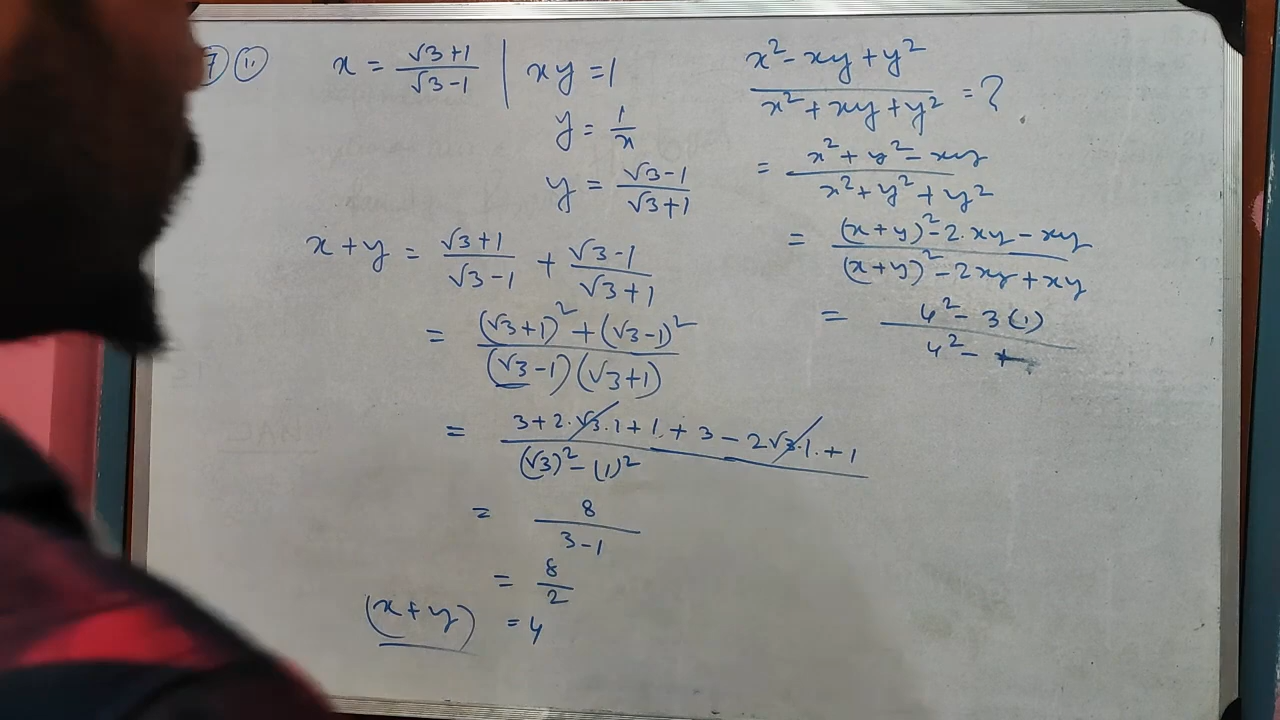 7 1.
x = √3+1 / √3-1 | xy = 1
y = 1/x
y = √3-1 / √3+1
x + y = √3+1 / √3-1 + √3-1 / √3+1
= (√3+1)² + (√3-1)² / (√3-1)(√3+1)
= 3+2.√3.1+1.+3-2√3.1.+1 / (√3)²-(1)²
= 8 / 3-1
= 8/2
(x+y) = 4
x²-xy+y² / x²+xy+y² = ?
= x²+y²-xy / x²+y²+y²
= (x+y)²-2.xy-xy / (x+y)²-2xy+xy
= 4²-3(1) / 4²-